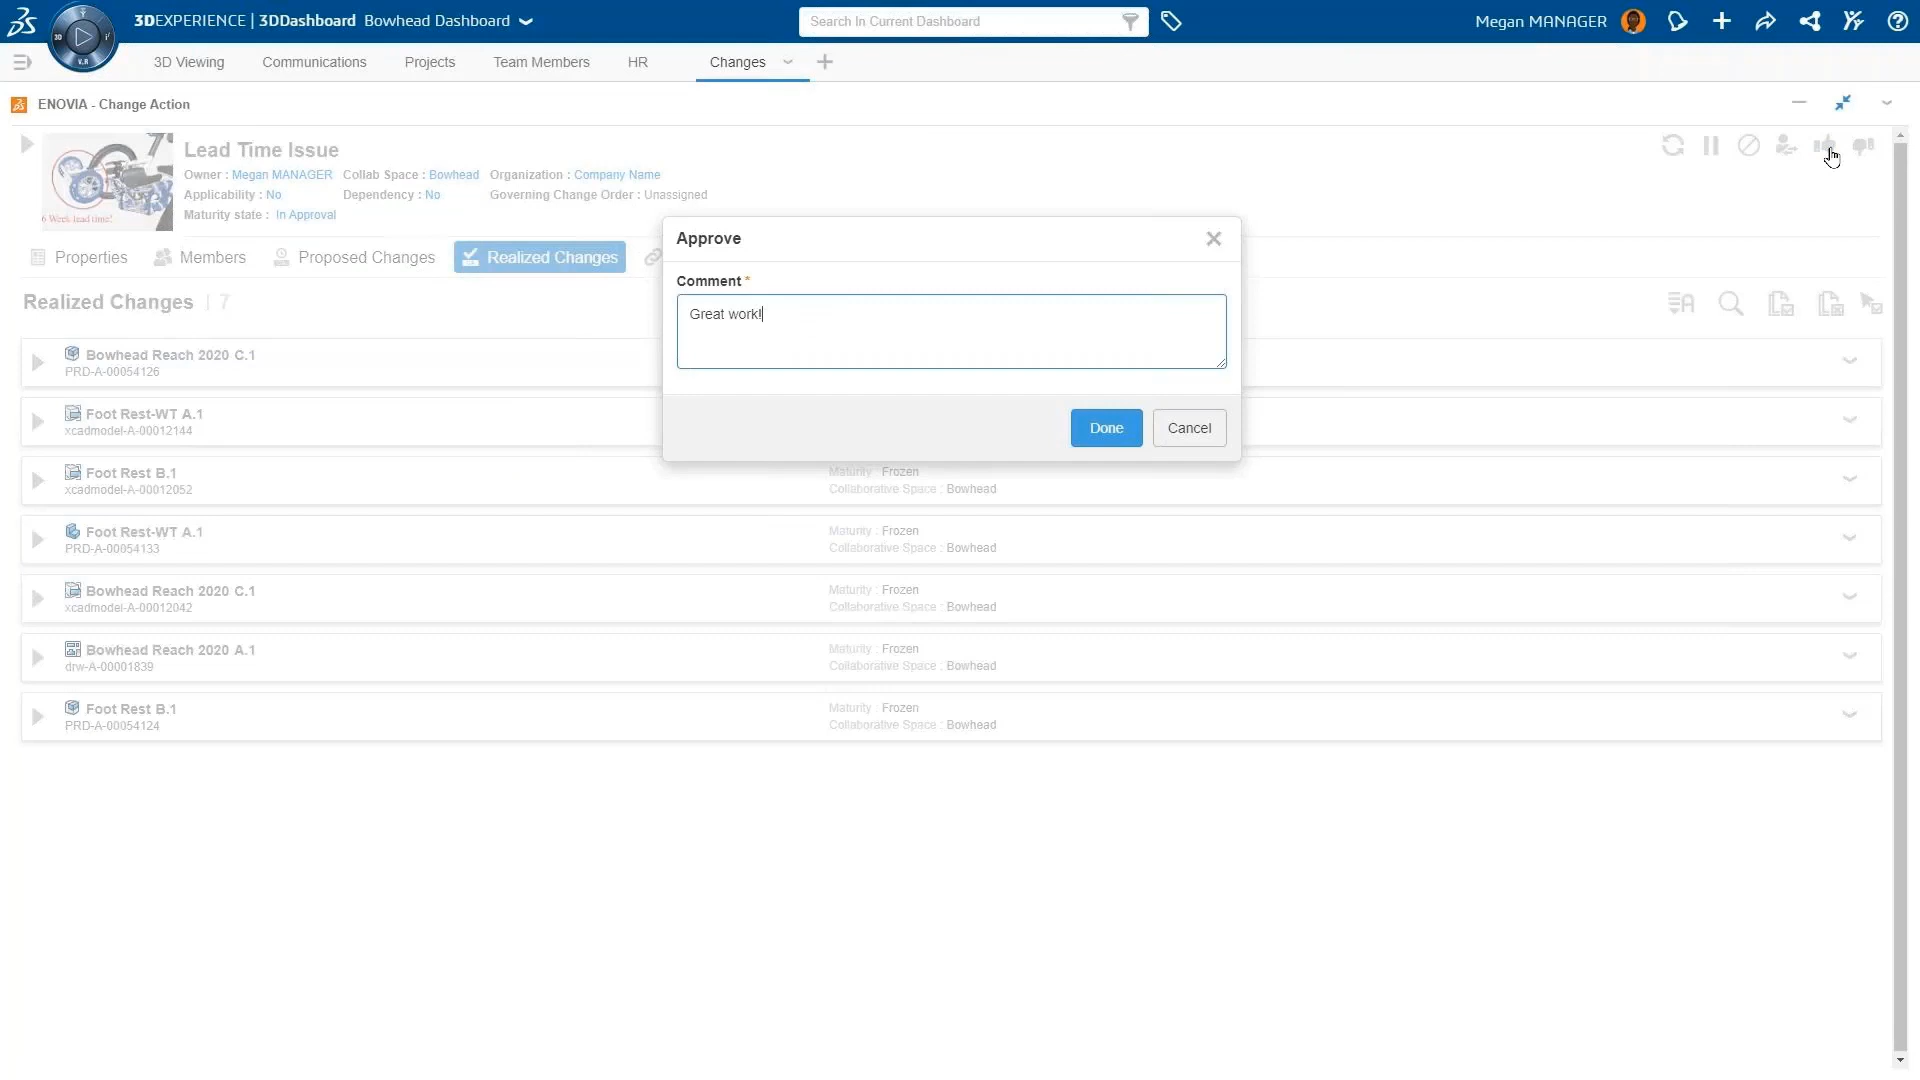 3DEXPERIENCE | 3DDashboard Bowhead Dashboard
Search In Current Dashboard
Megan MANAGER
3D
V.R
3D Viewing
Communications
Projects
Team Members
HR
Changes
ENOVIA - Change Action
6 Week lead time!
Lead Time Issue
Owner : Megan MANAGER Collab Space : Bowhead Organization : Company Name
Applicability : No Dependency : No Governing Change Order : Unassigned
Maturity state : In Approval
Properties
Members
Proposed Changes
Realized Changes
Realized Changes | 7
Approve
Comment *
Great work!
Done
Cancel
Bowhead Reach 2020 C.1
PRD-A-00054126
Foot Rest-WT A.1
xcadmodel-A-00012144
Foot Rest B.1
xcadmodel-A-00012052
Maturity : Frozen
Collaborative Space : Bowhead
Foot Rest-WT A.1
PRD-A-00054133
Maturity : Frozen
Collaborative Space : Bowhead
Bowhead Reach 2020 C.1
xcadmodel-A-00012042
Maturity : Frozen
Collaborative Space : Bowhead
Bowhead Reach 2020 A.1
drw-A-00001839
Maturity : Frozen
Collaborative Space : Bowhead
Foot Rest B.1
PRD-A-00054124
Maturity : Frozen
Collaborative Space : Bowhead